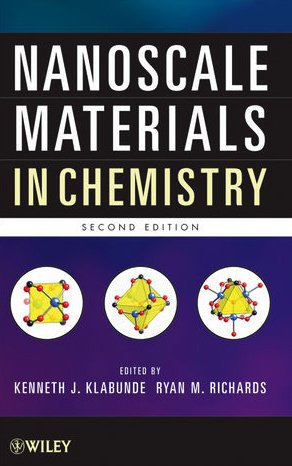 NANOSCALE
MATERIALS
IN CHEMISTRY
SECOND EDITION
EDITED BY
KENNETH J. KLABUNDE RYAN M. RICHARDS
WILEY